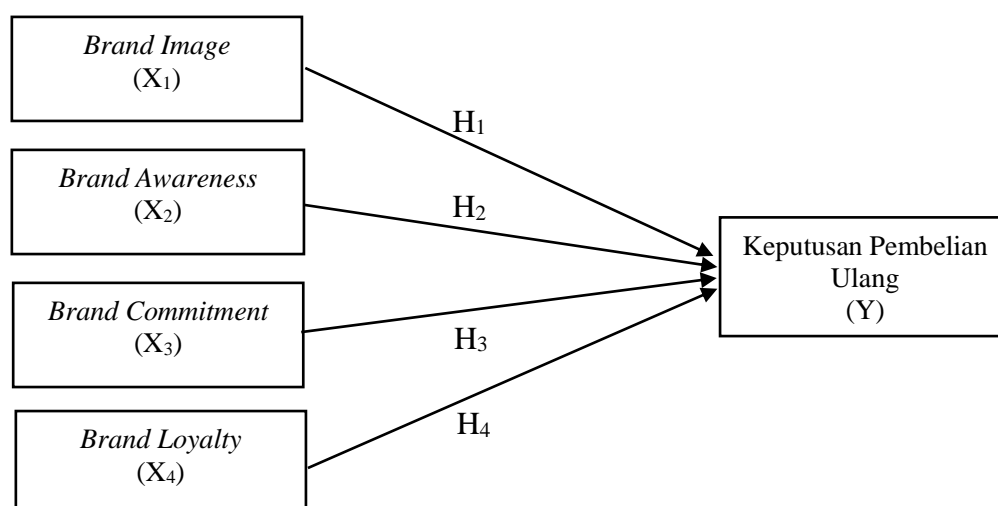 Brand Image
(X₁)
H₁
Brand Awareness
(X₂)
H₂
Keputusan Pembelian
Ulang
(Y)
Brand Commitment
(X₃)
H₃
Brand Loyalty
(X₄)
H₄